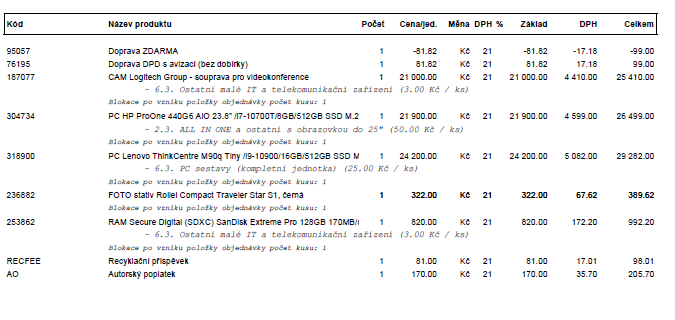 Kód Název produktu Počet Cena/jed. Měna DPH % Základ DPH Celkem
95057 Doprava ZDARMA 1 -81.82 Kč 21 -81.82 -17.18 -99.00
76195 Doprava DPD s avizací (bez dobírky) 1 81.82 Kč 21 81.82 17.18 99.00
187077 CAM Logitech Group - souprava pro videokonference 1 21 000.00 Kč 21 21 000.00 4 410.00 25 410.00
- 6.3. Ostatní malé IT a telekomunikační zařízení (3.00 Kč / ks)
Blokace po vzniku položky objednávky počet kusu: 1
304734 PC HP ProOne 440G6 AiO 23.8" /i7-10700T/8GB/512GB SSD M.2 1 21 900.00 Kč 21 21 900.00 4 599.00 26 499.00
- 2.3. ALL IN ONE a ostatní s obrazovkou do 25" (50.00 Kč / ks)
Blokace po vzniku položky objednávky počet kusu: 1
318900 PC Lenovo ThinkCentre M90q Tiny /i9-10900/16GB/512GB SSD M 1 24 200.00 Kč 21 24 200.00 5 082.00 29 282.00
- 6.3. PC sestavy (kompletní jednotka) (25.00 Kč / ks)
Blokace po vzniku položky objednávky počet kusu: 1
236882 FOTO stativ Rollei Compact Traveler Star S1, černá 1 322.00 Kč 21 322.00 67.62 389.62
253862 RAM Secure Digital (SDXC) SanDisk Extreme Pro 128GB 170MB/s 1 820.00 Kč 21 820.00 172.20 992.20
- 6.3. Ostatní malé IT a telekomunikační zařízení (3.00 Kč / ks)
Blokace po vzniku položky objednávky počet kusu: 1
RECFEE Recyklační příspěvek 1 81.00 Kč 21 81.00 17.01 98.01
AO Autorský poplatek 1 170.00 Kč 21 170.00 35.70 205.70